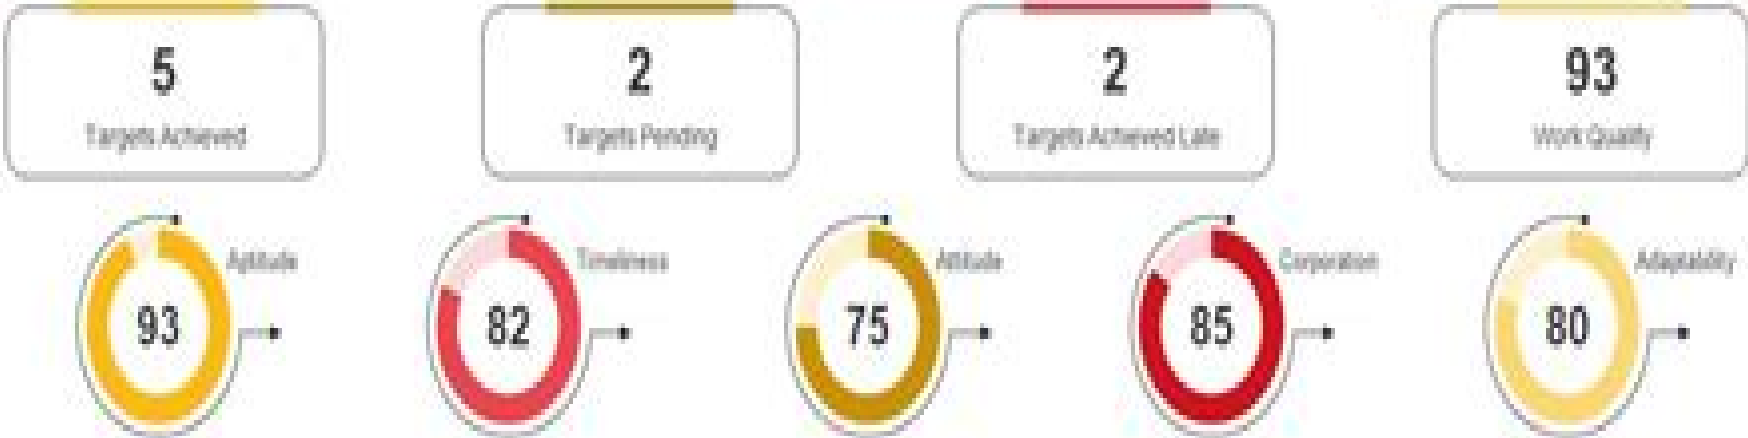 5
Targets Achieved
2
Targets Pending
2
Targets Achieved Late
93
Work Quality
93
Aptitude
82
Timeliness
75
Attitude
85
Corporation
80
Adaptability